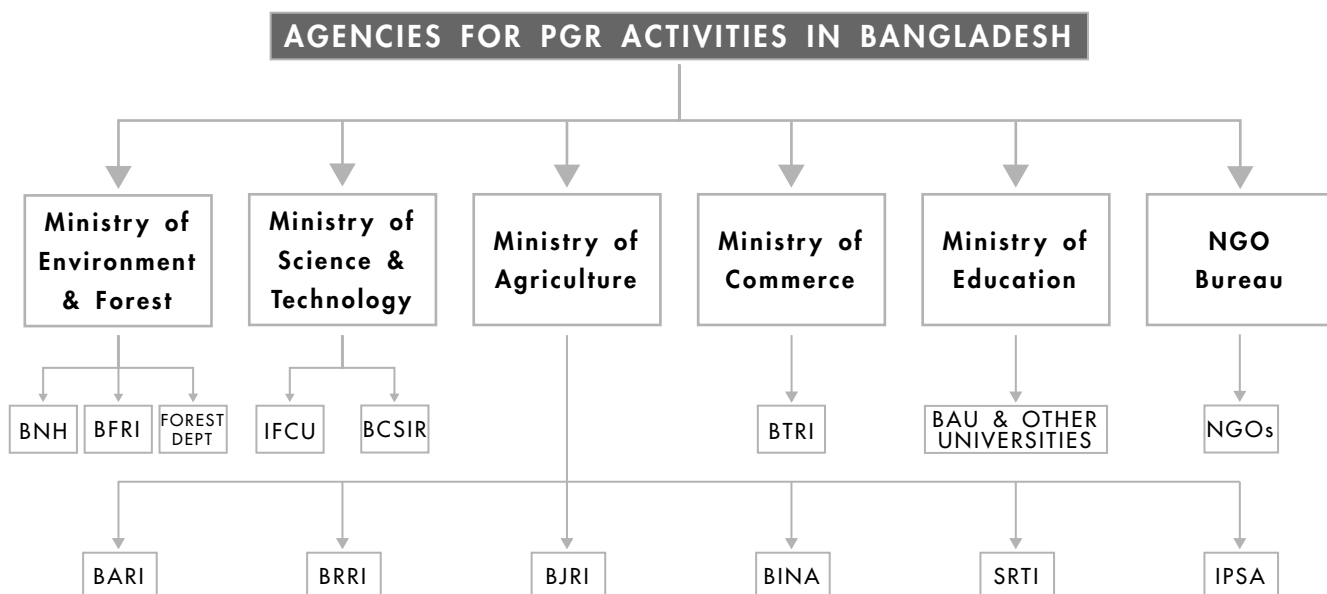 AGENCIES FOR PGR ACTIVITIES IN BANGLADESH
Ministry of
Environment
& Forest
Ministry of
Science &
Technology
Ministry of
Agriculture
Ministry of
Commerce
Ministry of
Education
NGO
Bureau
BNH
BFRI
FOREST
DEPT
IFCU
BCSIR
BTRI
BAU & OTHER
UNIVERSITIES
NGOs
BARI
BRRI
BJRI
BINA
SRTI
IPSA